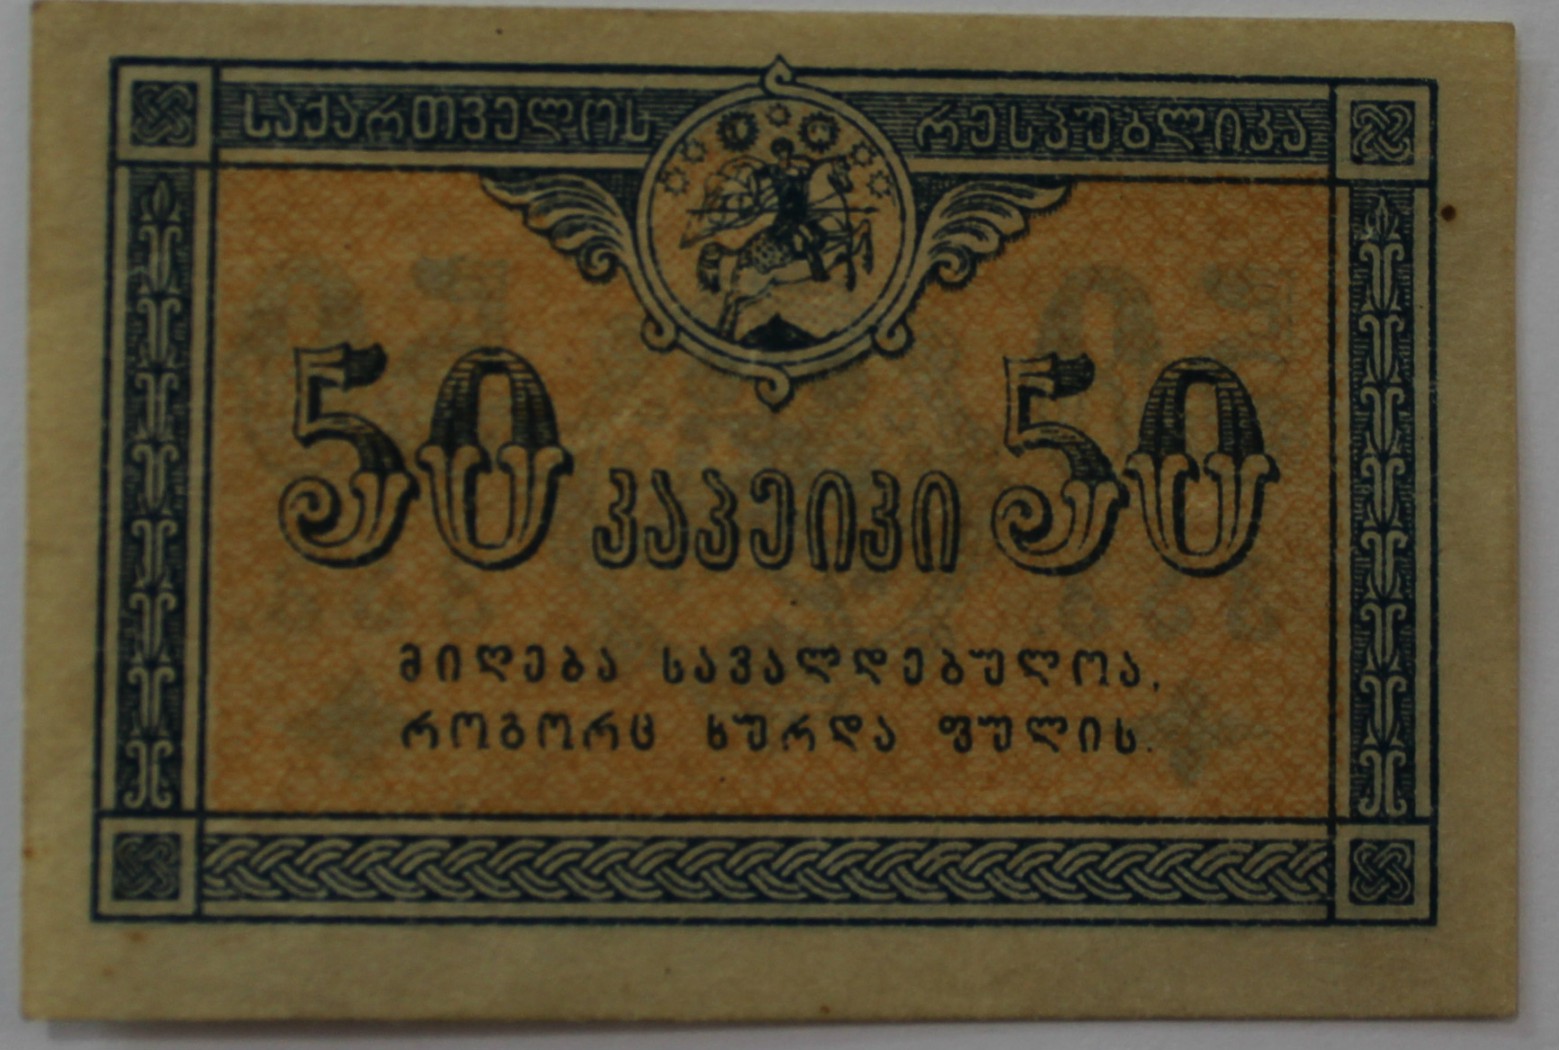 საქართველოს რესპუბლიკა
50 კაპეიკი 50
მიღება სავალდებულოა,
როგორც ხურდა ფულის.